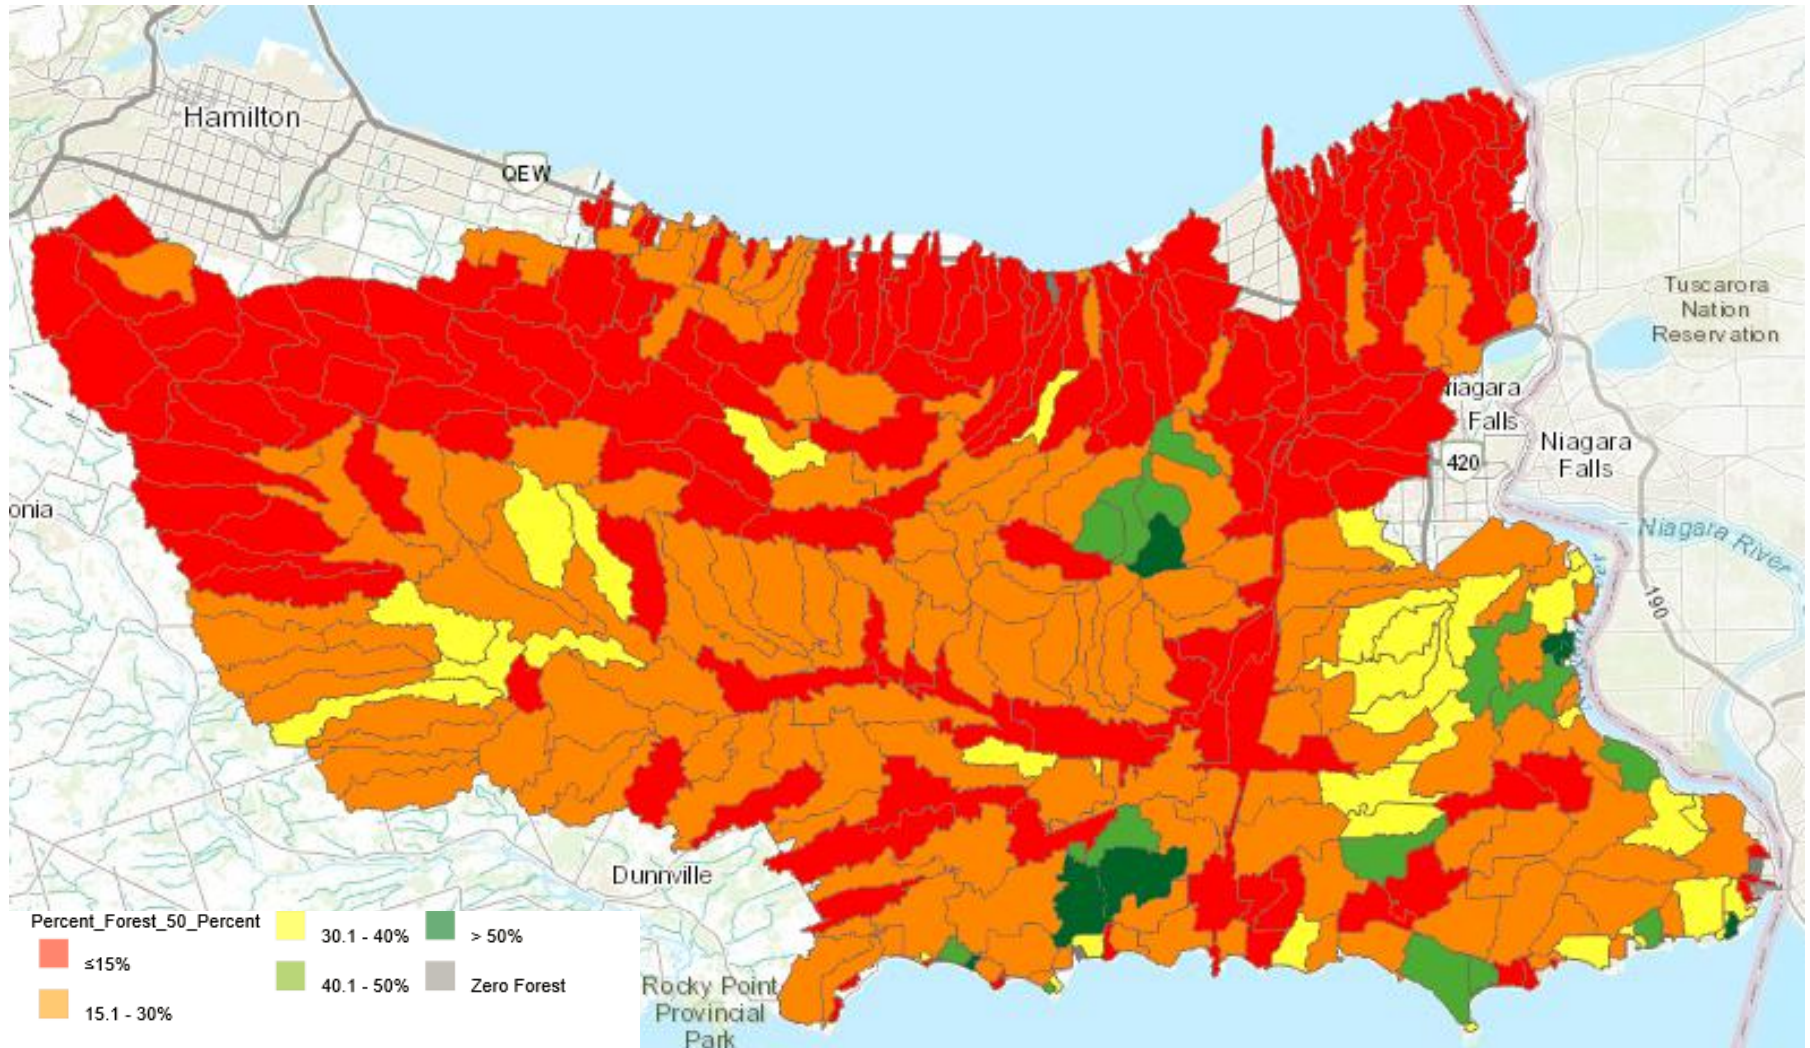 Hamilton
QEW
Tuscarora
Nation
Reservation
Niagara
Falls
Niagara
Falls
420
onia
Niagara River
190
Dunnville
Percent_Forest_50_Percent
≤15%
15.1 - 30%
30.1 - 40%
40.1 - 50%
> 50%
Zero Forest
Rocky Point
Provincial
Park